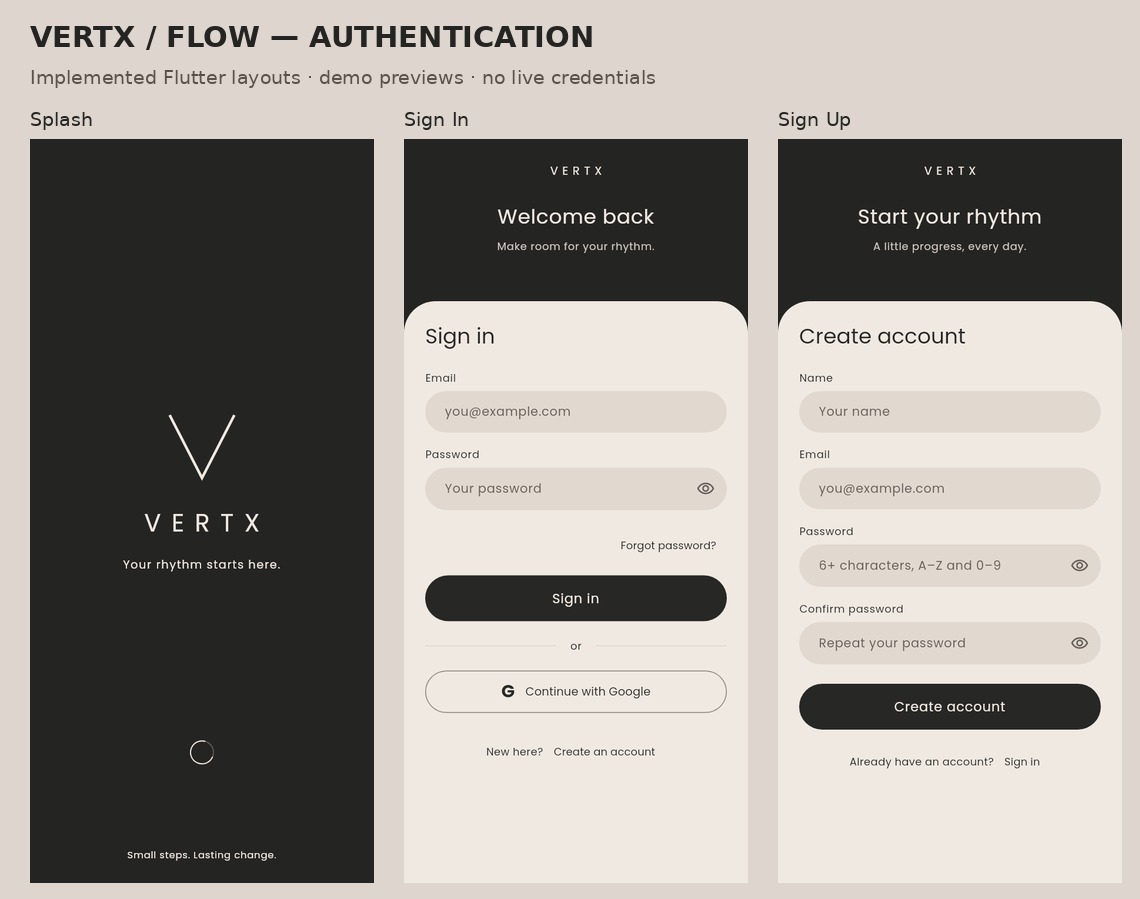 VERTX / FLOW — AUTHENTICATION
Implemented Flutter layouts · demo previews · no live credentials
Splash
VERTX
Your rhythm starts here.
Small steps. Lasting change.
Sign In
VERTX
Welcome back
Make room for your rhythm.
Sign in
Email
you@example.com
Password
Your password
Forgot password?
Sign in
or
G Continue with Google
New here? Create an account
Sign Up
VERTX
Start your rhythm
A little progress, every day.
Create account
Name
Your name
Email
you@example.com
Password
6+ characters, A–Z and 0–9
Confirm password
Repeat your password
Create account
Already have an account? Sign in